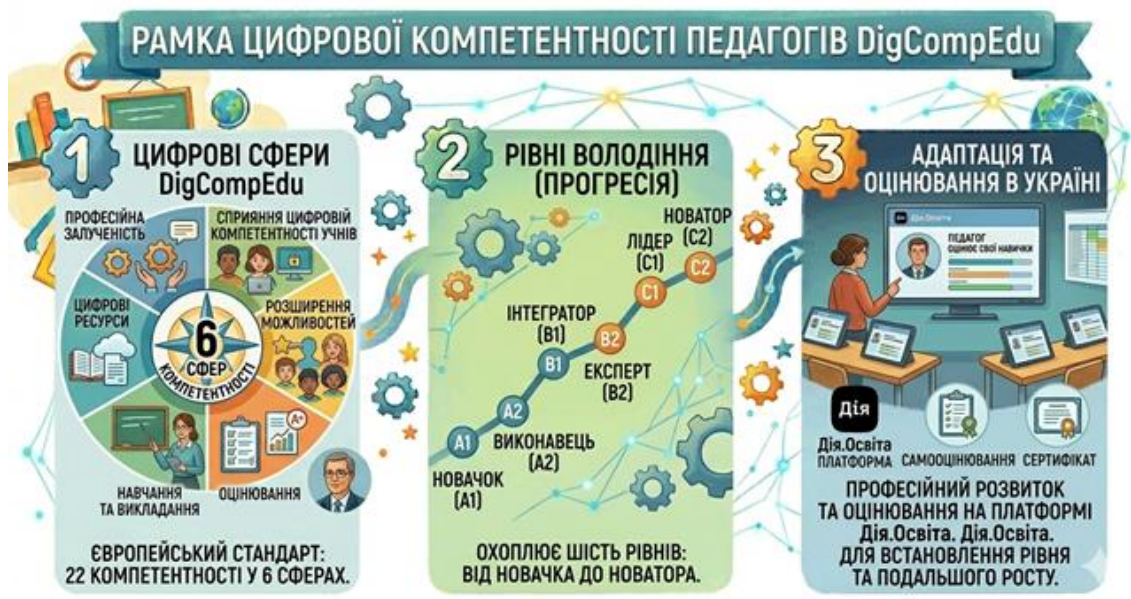 РАМКА ЦИФРОВОЇ КОМПЕТЕНТНОСТІ ПЕДАГОГІВ DigCompEdu
1
ЦИФРОВІ СФЕРИ
DigCompEdu
ПРОФЕСІЙНА
ЗАЛУЧЕНІСТЬ
СПРИЯННЯ ЦИФРОВІЙ
КОМПЕТЕНТНОСТІ УЧНІВ
ЦИФРОВІ
РЕСУРСИ
РОЗШИРЕННЯ
МОЖЛИВОСТЕЙ
6
СФЕР
КОМПЕТЕНТНОСТІ
A+
НАВЧАННЯ
ТА ВИКЛАДАННЯ
ОЦІНЮВАННЯ
ЄВРОПЕЙСЬКИЙ СТАНДАРТ:
22 КОМПЕТЕНТНОСТІ У 6 СФЕРАХ.
2
РІВНІ ВОЛОДІННЯ
(ПРОГРЕСІЯ)
НОВАТОР
(C2)
C2
ЛІДЕР
(C1)
C1
ІНТЕГРАТОР
(B1)
B2
B1
ЕКСПЕРТ
(B2)
A2
A1
ВИКОНАВЕЦЬ
(A2)
НОВАЧОК
(A1)
ОХОПЛЮЄ ШІСТЬ РІВНІВ:
ВІД НОВАЧКА ДО НОВАТОРА.
3
АДАПТАЦІЯ ТА
ОЦІНЮВАННЯ В УКРАЇНІ
Дія.Освіта
ПЕДАГОГ
ОЦІНЮЄ СВОЇ НАВИЧКИ
Дія
Дія.Освіта
ПЛАТФОРМА
САМООЦІНЮВАННЯ
СЕРТИФІКАТ
ПРОФЕСІЙНИЙ РОЗВИТОК
ТА ОЦІНЮВАННЯ НА ПЛАТФОРМІ
Дія.Освіта. Дія.Освіта.
ДЛЯ ВСТАНОВЛЕННЯ РІВНЯ
ТА ПОДАЛЬШОГО РОСТУ.